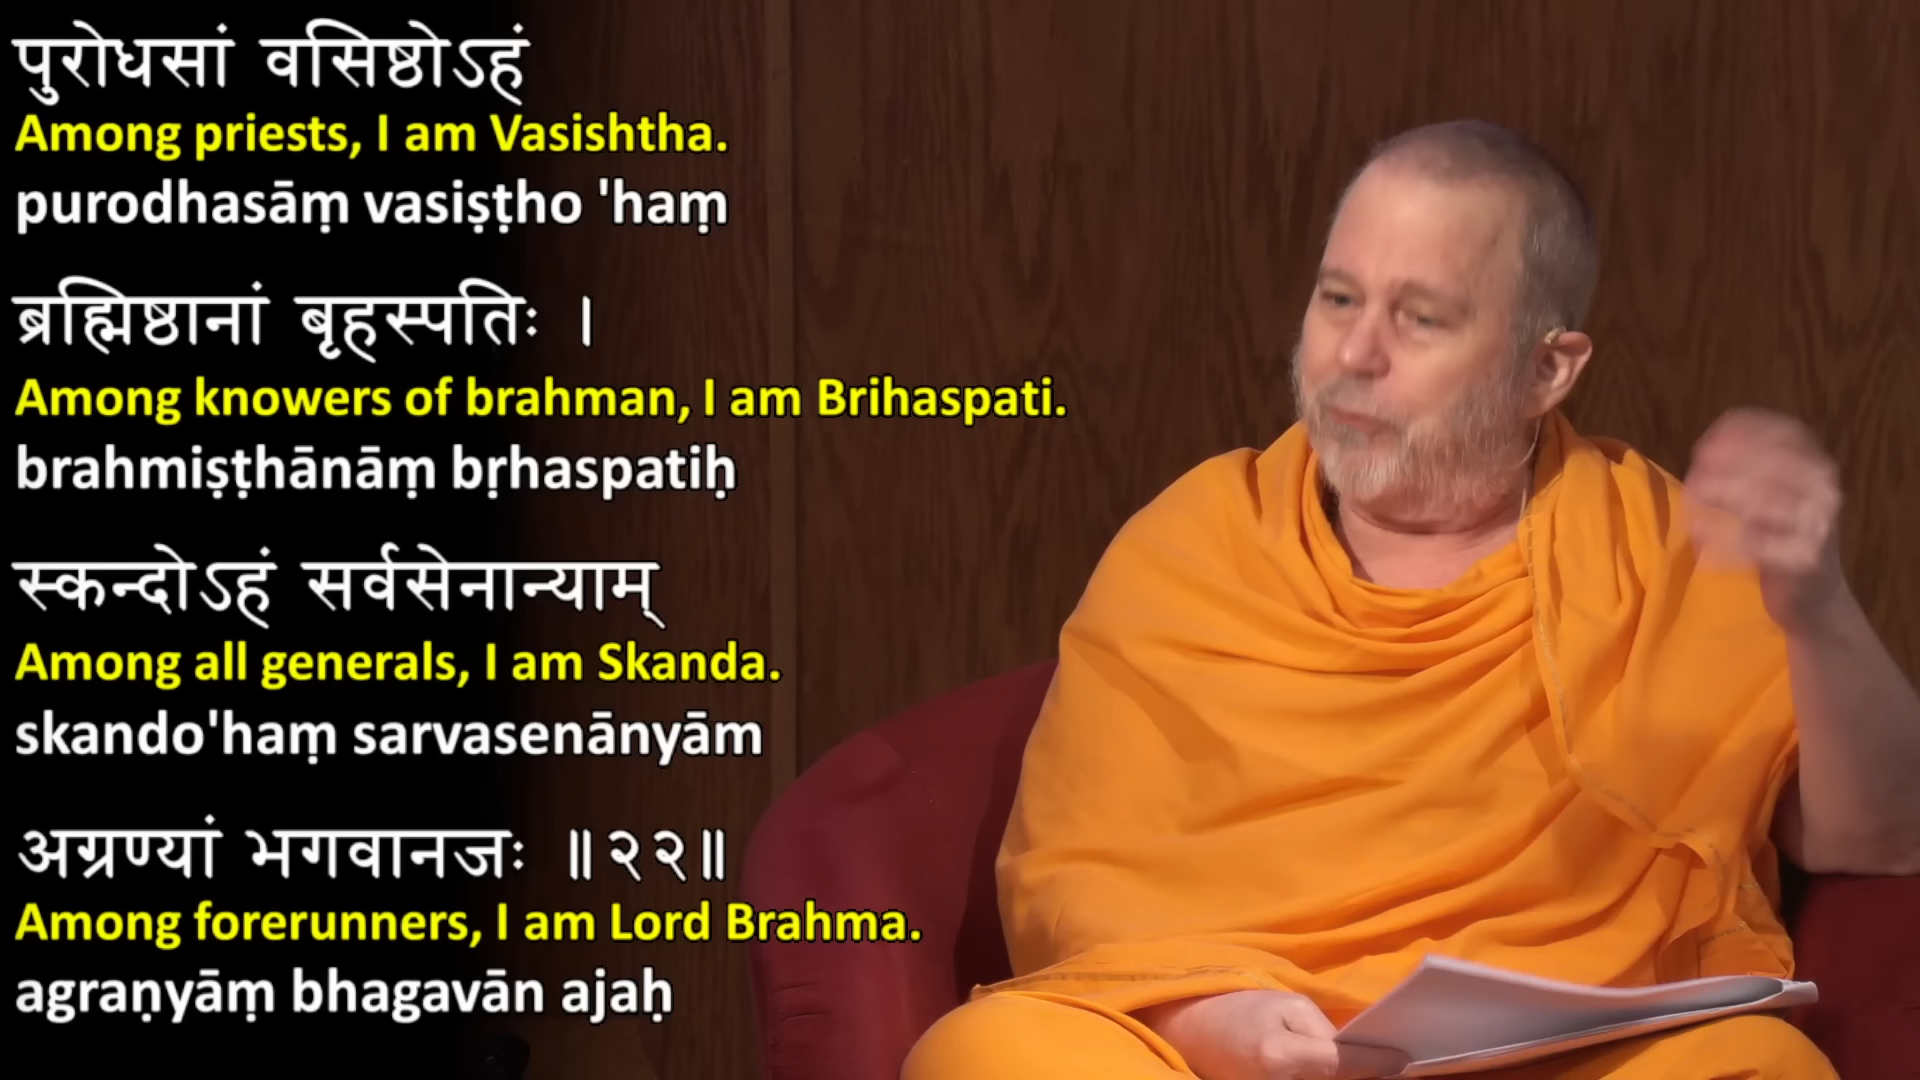 पुरोधसां वसिष्ठोऽहं
Among priests, I am Vasishtha.
purodhasāṃ vasiṣṭho 'haṃ
ब्रह्मिष्ठानां बृहस्पतिः ।
Among knowers of brahman, I am Brihaspati.
brahmiṣṭhānāṃ bṛhaspatiḥ
स्कन्दोऽहं सर्वसेनान्याम्
Among all generals, I am Skanda.
skando'haṃ sarvasenānyām
अग्रण्यां भगवानजः ॥२२॥
Among forerunners, I am Lord Brahma.
agraṇyāṃ bhagavān ajaḥ